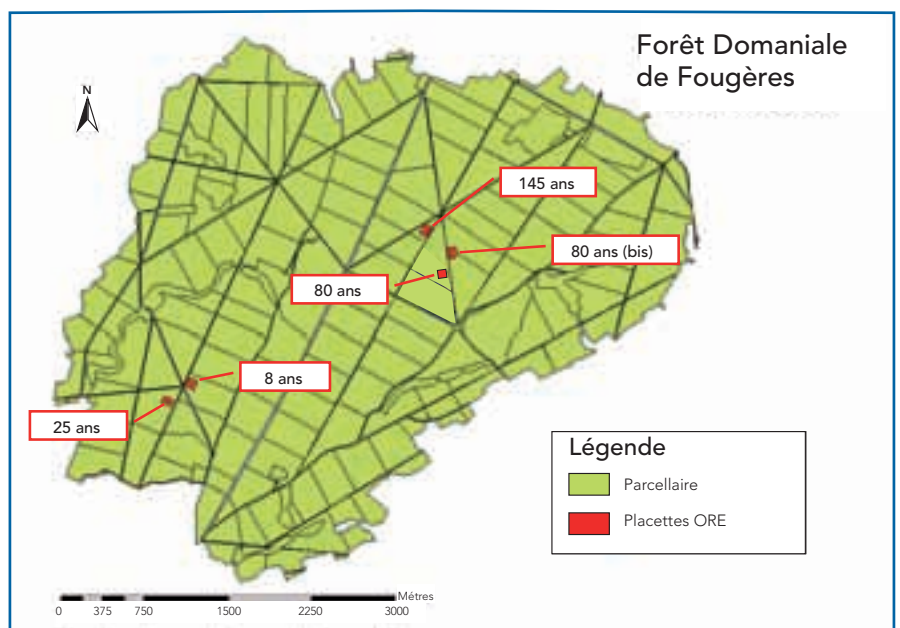 Forêt Domaniale
de Fougères
N
145 ans
80 ans (bis)
80 ans
8 ans
25 ans
Légende
Parcellaire
Placettes ORE
Mètres
0 375 750 1500 2250 3000